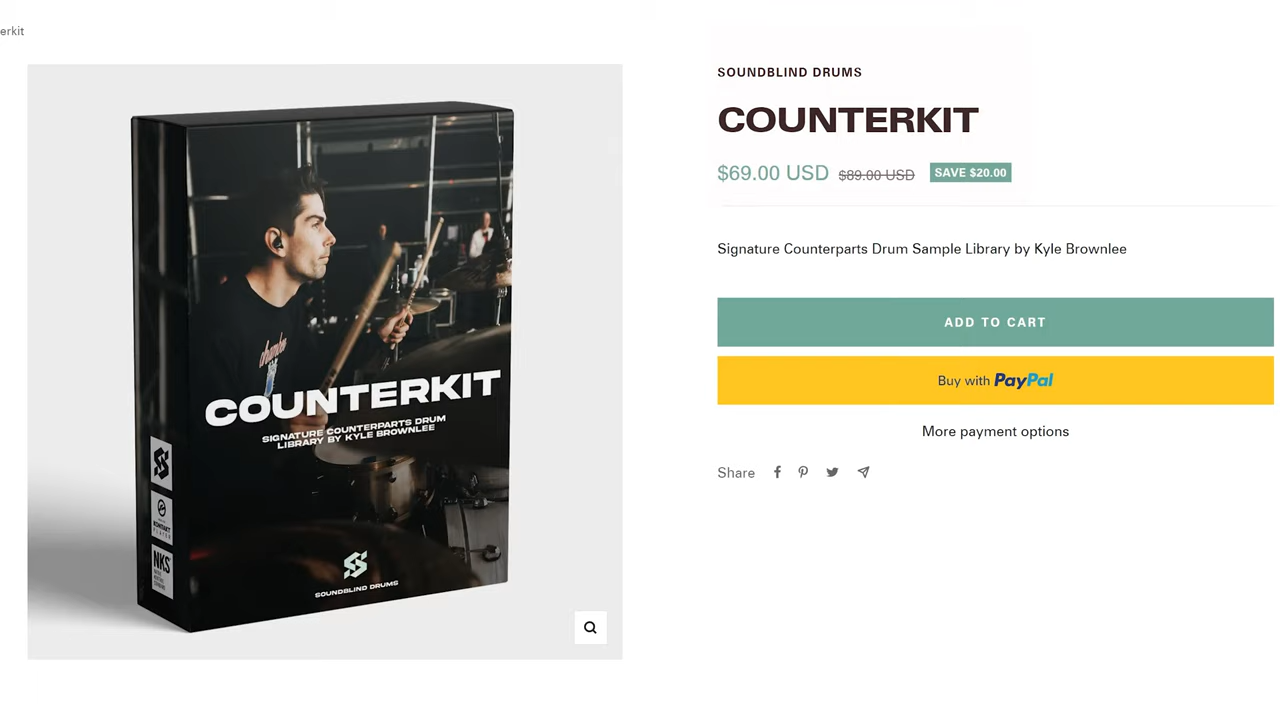 erkit
SOUNDBLIND DRUMS
COUNTERKIT
$69.00 USD $89.00 USD SAVE $20.00
Signature Counterparts Drum Sample Library by Kyle Brownlee
ADD TO CART
Buy with PayPal
More payment options
Share
COUNTERKIT
SIGNATURE COUNTERPARTS DRUM
LIBRARY BY KYLE BROWNLEE
KONTAKT
PLAYER
NKS
SOUNDBLIND DRUMS